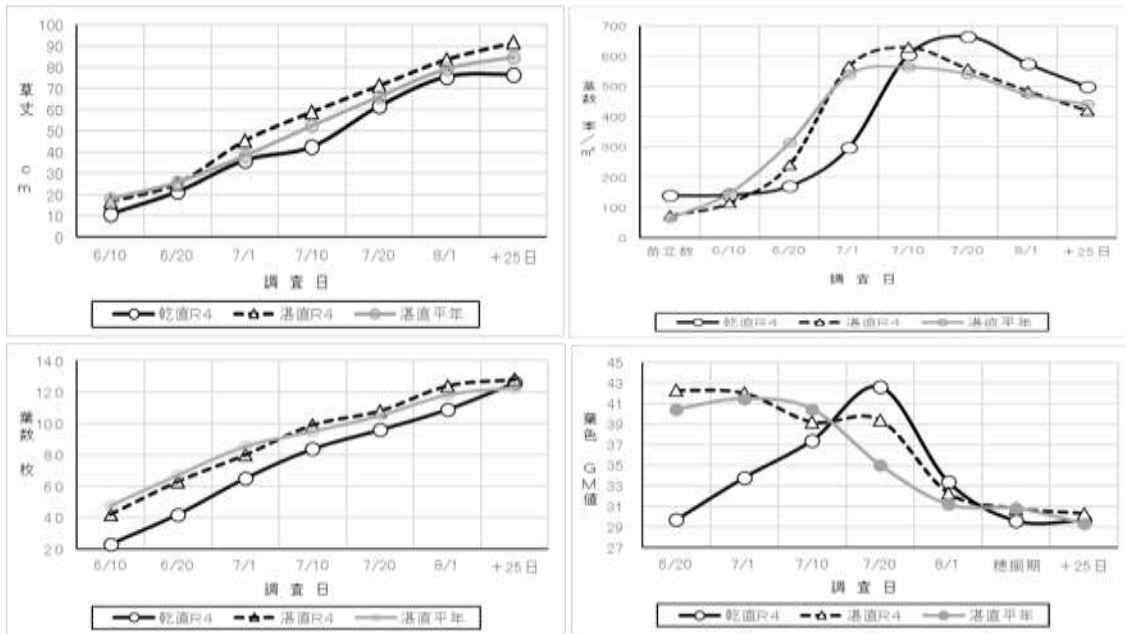 草丈 cm
100
90
80
70
60
50
40
30
20
10
0
6/10 6/20 7/1 7/10 7/20 8/1 +25日
調査日
乾直R4 湛直R4 湛直平年
茎数 本/㎡
700
600
500
400
300
200
100
0
苗立数 6/10 6/20 7/1 7/10 7/20 8/1 +25日
調査日
乾直R4 湛直R4 湛直平年
葉数 枚
14.0
12.0
10.0
8.0
6.0
4.0
2.0
6/10 6/20 7/1 7/10 7/20 8/1 +25日
調査日
乾直R4 湛直R4 湛直平年
葉色 GM値
45
43
41
39
37
35
33
31
29
27
6/20 7/1 7/10 7/20 8/1 穂揃期 +25日
調査日
乾直R4 湛直R4 湛直平年